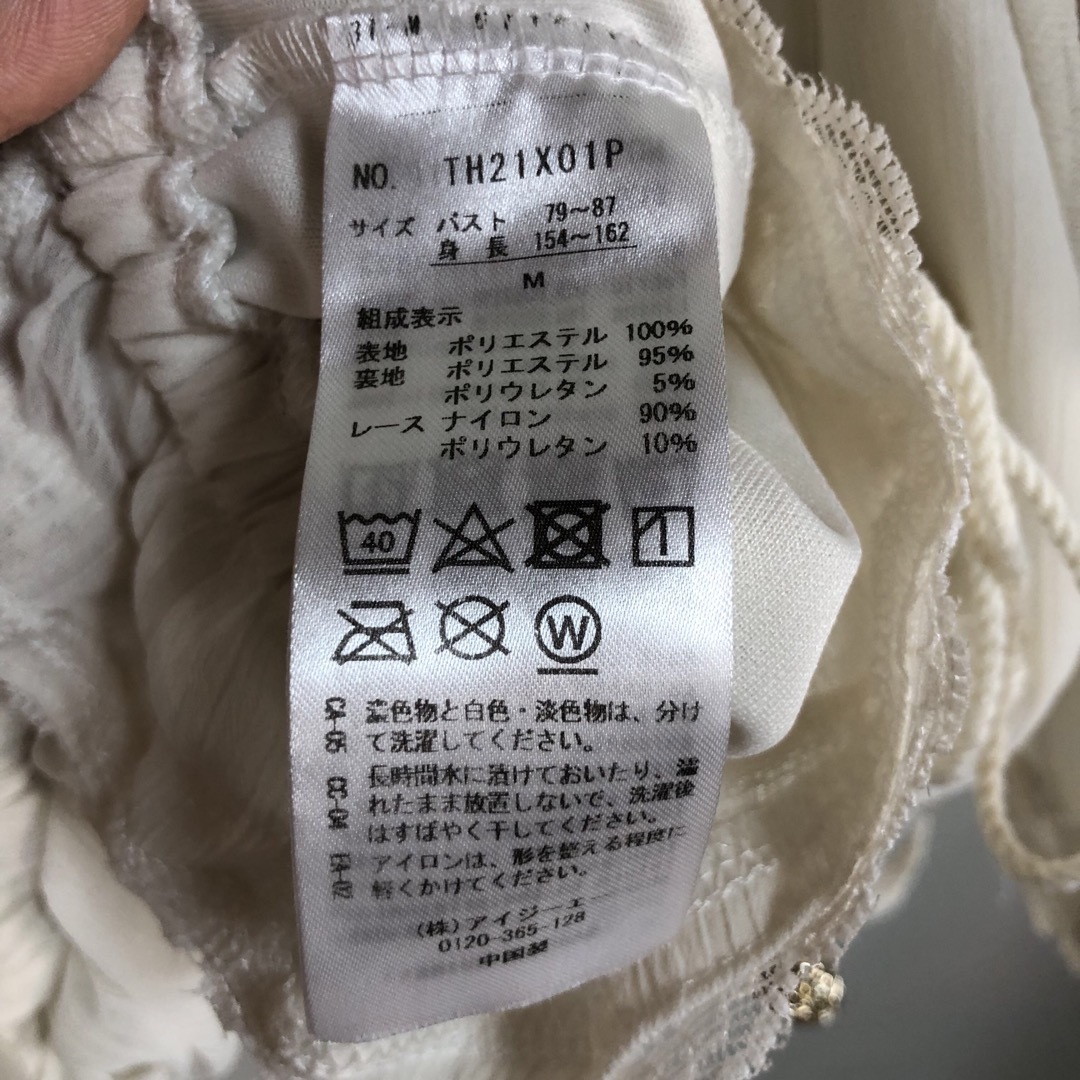 NO. TH21X01P
サイズ バスト 79〜87
身長 154〜162
M
組成表示
表地 ポリエステル 100%
裏地 ポリエステル 95%
ポリウレタン 5%
レース ナイロン 90%
ポリウレタン 10%
40
W
濃色物と白色・淡色物は、分け
て洗濯してください。
長時間水に漬けておいたり、濡
れたまま放置しないで、洗濯後
はすばやく干してください。
アイロンは、形を整える程度に
軽くかけてください。
(株)アイジーエー
0120-365-128
中国製